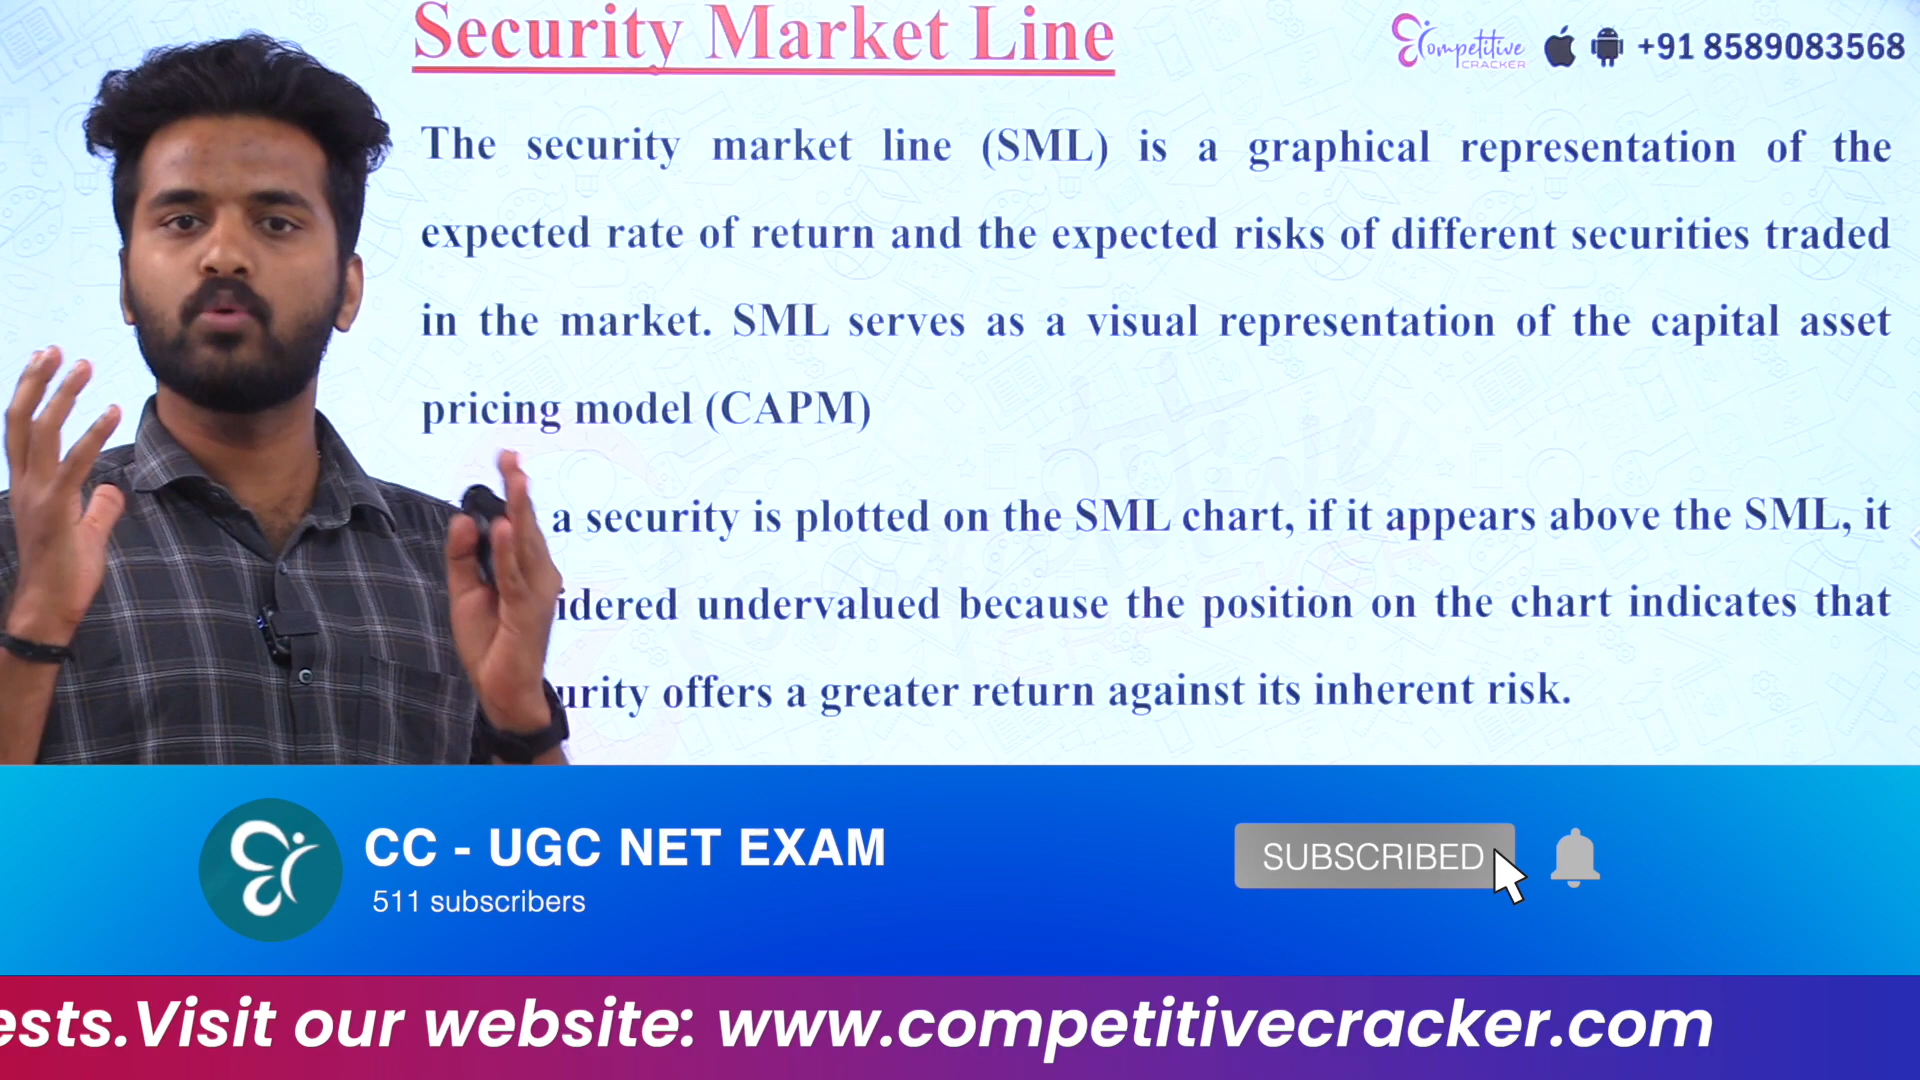 Security Market Line
Competitive
CRACKER
+91 8589083568
The security market line (SML) is a graphical representation of the
expected rate of return and the expected risks of different securities traded
in the market. SML serves as a visual representation of the capital asset
pricing model (CAPM)
a security is plotted on the SML chart, if it appears above the SML, it
idered undervalued because the position on the chart indicates that
urity offers a greater return against its inherent risk.
CC - UGC NET EXAM
511 subscribers
SUBSCRIBED
ests.Visit our website: www.competitivecracker.com